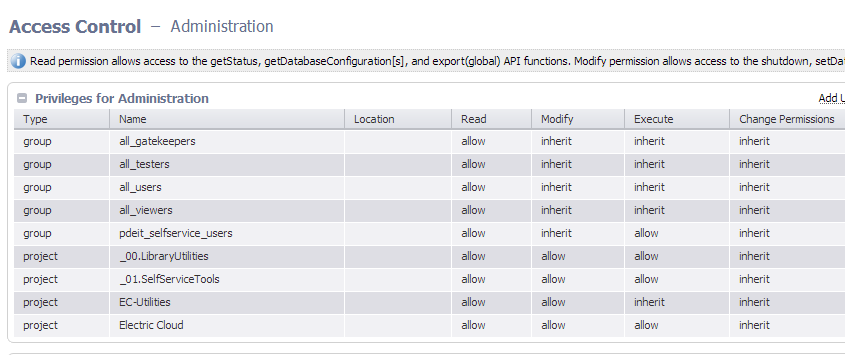 Access Control – Administration
Read permission allows access to the getStatus, getDatabaseConfiguration[s], and export(global) API functions. Modify permission allows access to the shutdown, setDa
Privileges for Administration Add U
Type Name Location Read Modify Execute Change Permissions
group all_gatekeepers allow inherit inherit inherit
group all_testers allow inherit inherit inherit
group all_users allow inherit inherit inherit
group all_viewers allow inherit inherit inherit
group pdeit_selfservice_users allow inherit allow inherit
project _00.LibraryUtilities allow allow allow inherit
project _01.SelfServiceTools allow allow allow inherit
project EC-Utilities allow allow inherit inherit
project Electric Cloud allow allow allow inherit